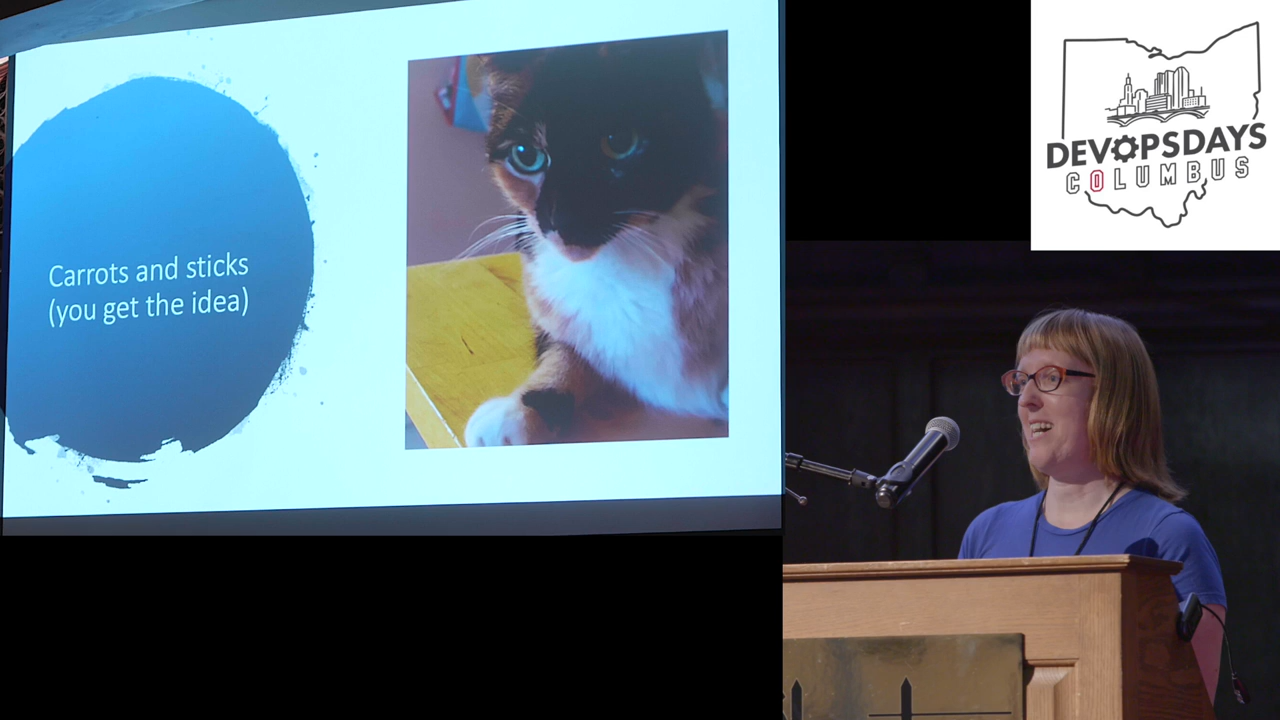 Carrots and sticks
(you get the idea)
DEVOPSDAYS
COLUMBUS